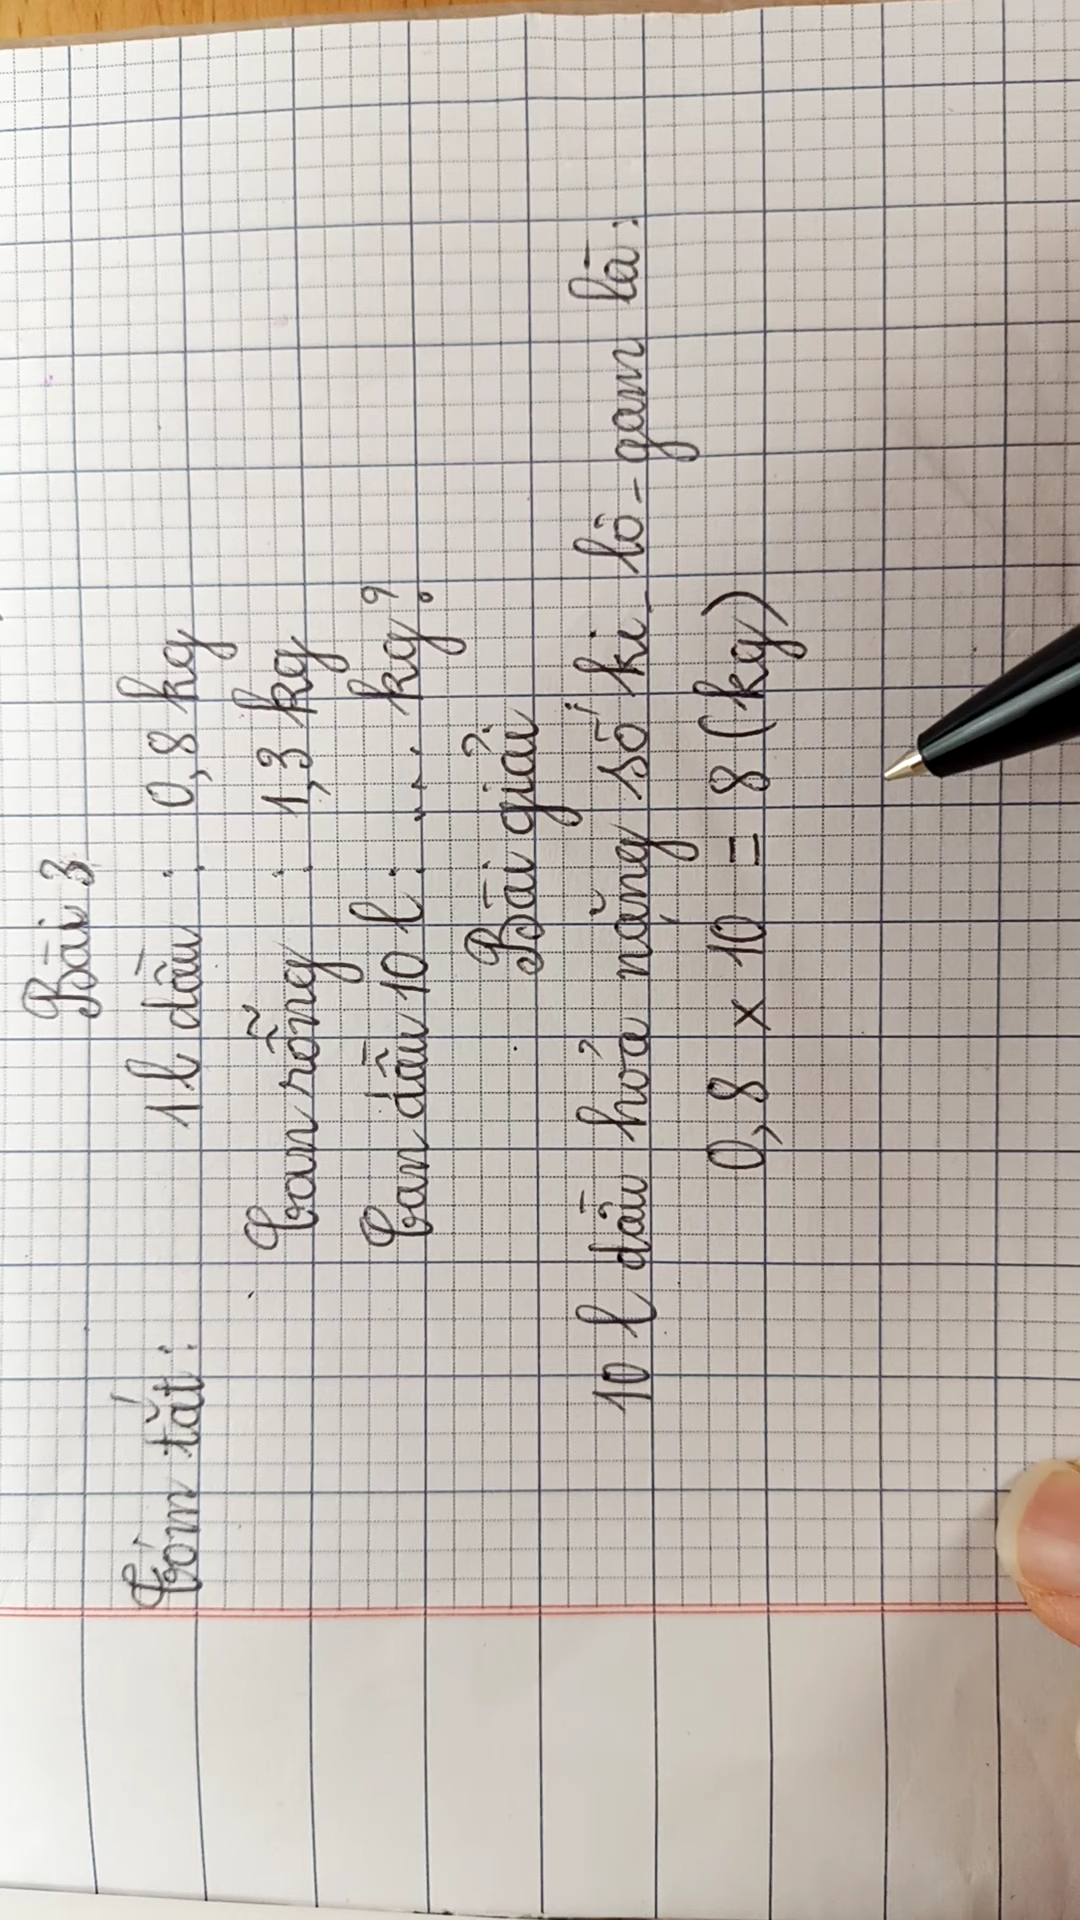 Bài 3
Tóm tắt: 1l dầu : 0,8 kg
Can rỗng : 1,3 kg
Can dầu 10 l : .... kg?
Bài giải
10 l dầu hỏa nặng số ki-lô-gam là:
0,8 x 10 = 8 (kg)